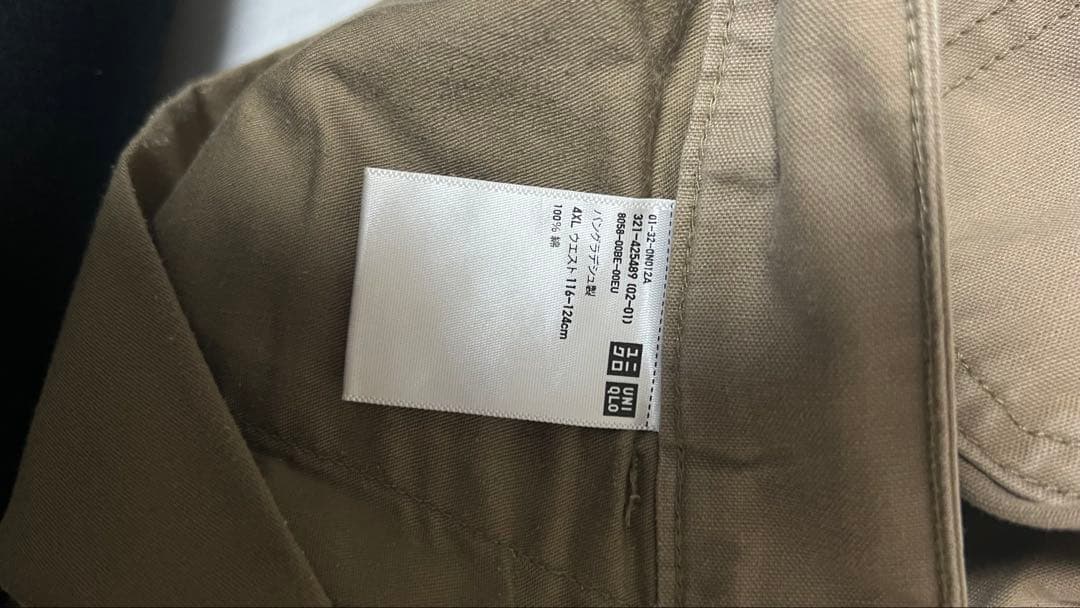 01-32-0N012A
321-425489 (02-01)
8058-00BE-00EU
バングラデシュ製
4XL ウエスト 116-124cm
100% 綿
ユニ
クロ
UNI
QLO